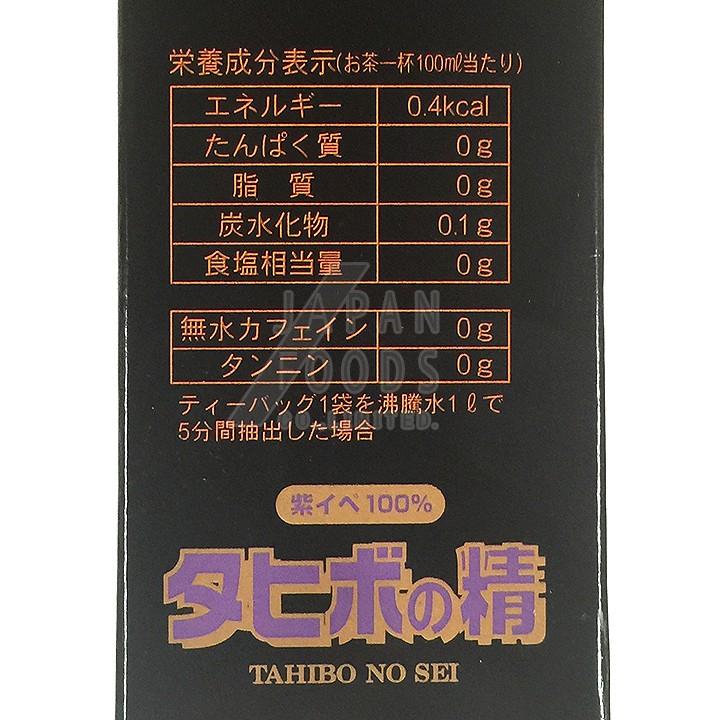 栄養成分表示(お茶一杯100ml当たり)
エネルギー 0.4kcal
たんぱく質 0g
脂 質 0g
炭水化物 0.1g
食塩相当量 0g
JAPAN
FOODS
CO.,LIMITED.
無水カフェイン 0g
タンニン 0g
ティーバッグ1袋を沸騰水1ℓで
5分間抽出した場合
紫イペ100%
タヒボの精
TAHIBO NO SEI